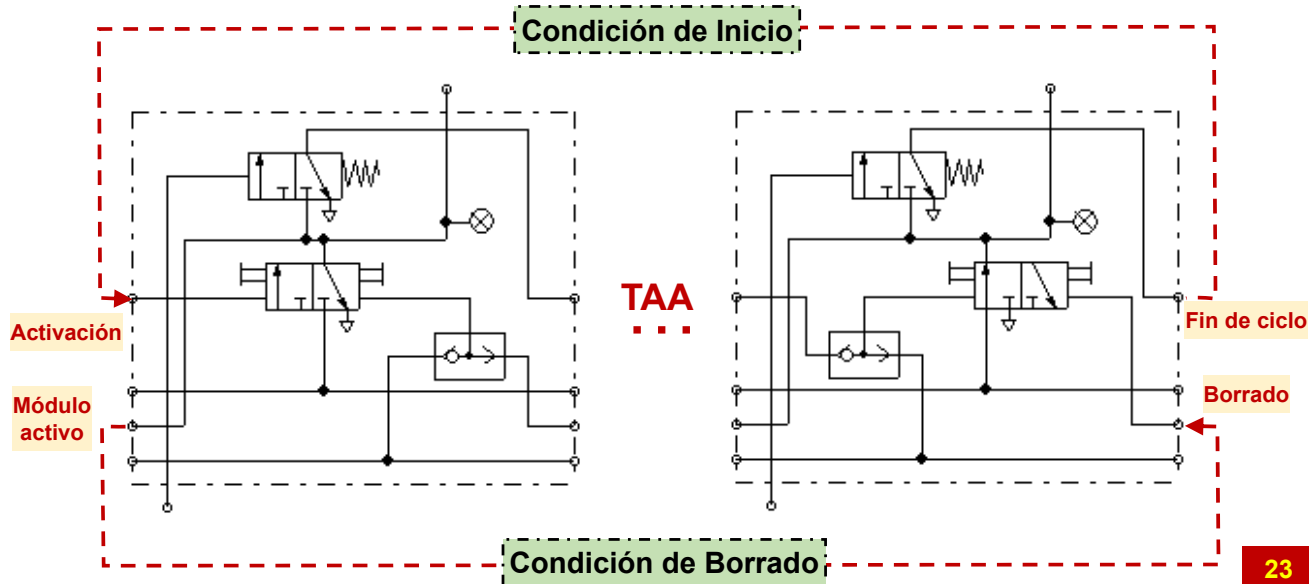 Condición de Inicio
TAA
...
Activación
Fin de ciclo
Módulo
activo
Borrado
Condición de Borrado
23